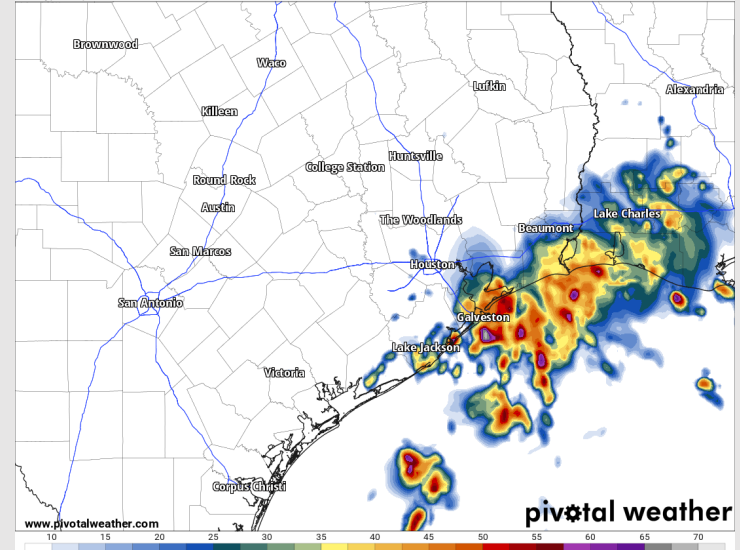 Brownwood
Waco
Lufkin
Alexandria
Killeen
Huntsville
College Station
Round Rock
Austin
Lake Charles
The Woodlands
Beaumont
San Marcos
Houston
San Antonio
Galveston
Lake Jackson
Victoria
Corpus Christi
www.pivotalweather.com
pivotal weather
10 15 20 25 30 35 40 45 50 55 60 65 70